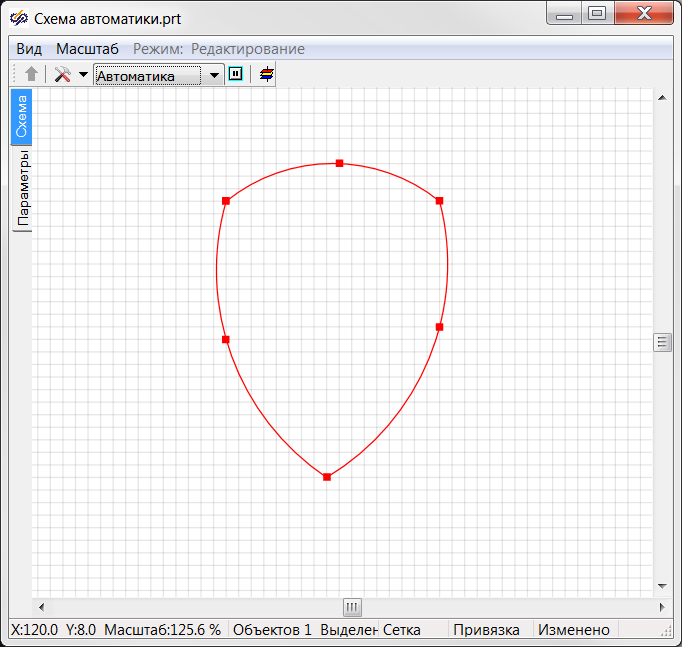 Схема автоматики.prt
Вид Масштаб Режим: Редактирование
Автоматика
Схема
Параметры
X:120.0 Y:8.0 Масштаб:125.6 % Объектов 1 Выделен Сетка Привязка Изменено